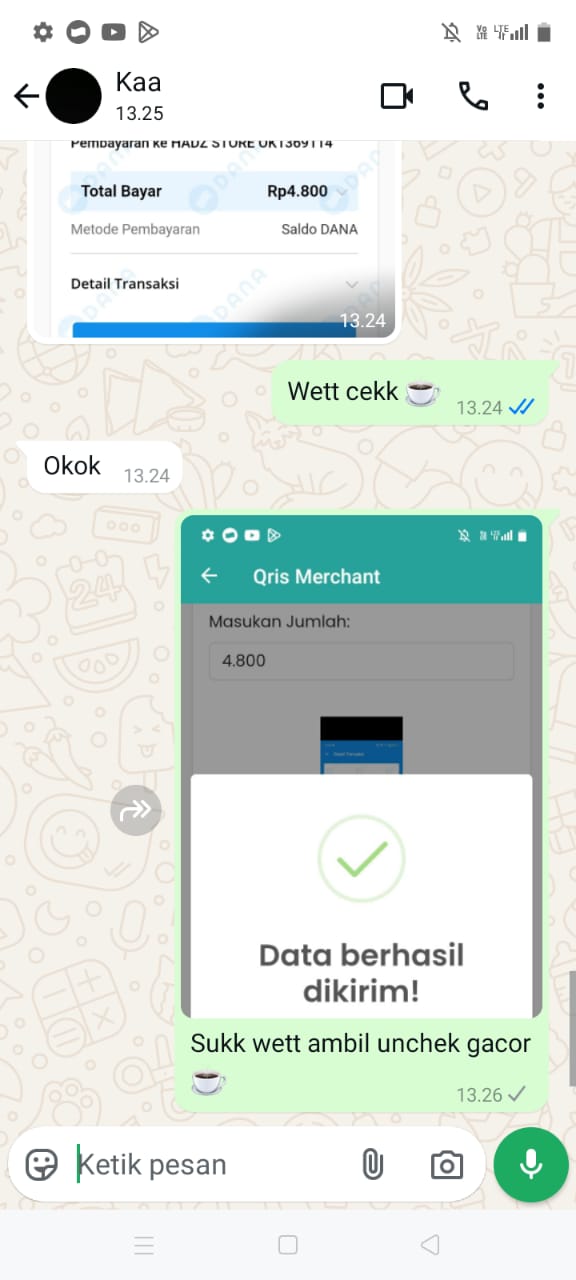 Kaa
13.25
Pembayaran ke HADZ STORE OK1369114
Total Bayar Rp4.800
Metode Pembayaran Saldo DANA
Detail Transaksi
DANA
13.24
Wett cekk ☕ 13.24
Okok 13.24
Qris Merchant
Masukan Jumlah:
4.800
Data berhasil
dikirim!
Sukk wett ambil unchek gacor
☕ 13.26
Ketik pesan